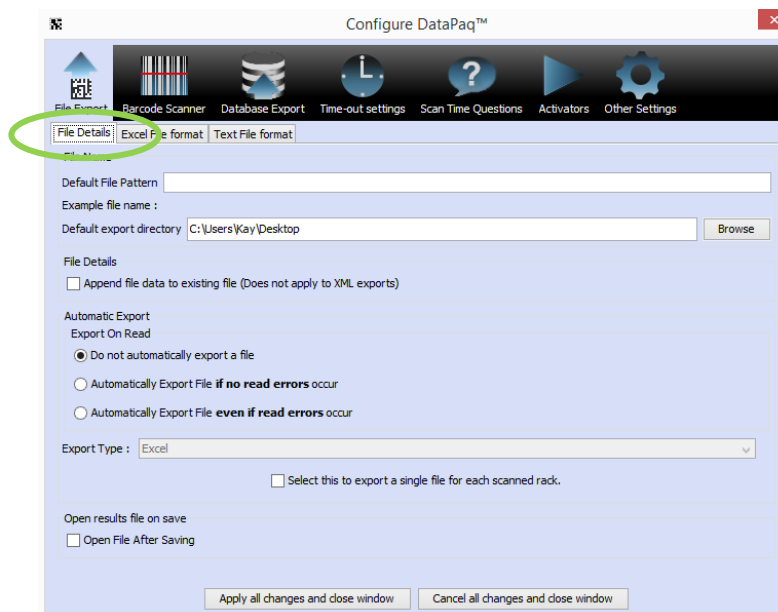 Configure DataPaq™
File Export Barcode Scanner Database Export Time-out settings Scan Time Questions Activators Other Settings
File Details Excel File format Text File format
File Name
Default File Pattern
Example file name :
Default export directory C:\Users\Kay\Desktop Browse
File Details
Append file data to existing file (Does not apply to XML exports)
Automatic Export
Export On Read
Do not automatically export a file
Automatically Export File if no read errors occur
Automatically Export File even if read errors occur
Export Type : Excel
Select this to export a single file for each scanned rack.
Open results file on save
Open File After Saving
Apply all changes and close window Cancel all changes and close window